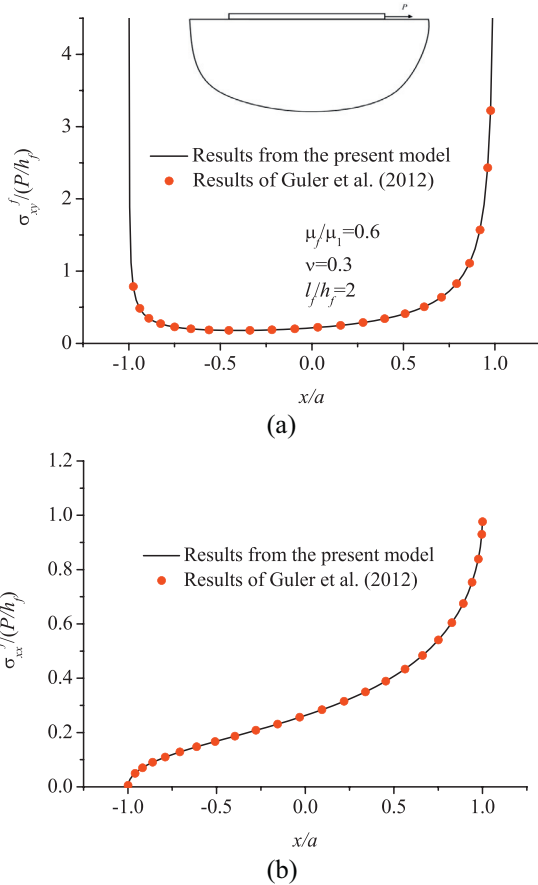 P
4
3
2
1
0
σxy^f/(P/hf)
Results from the present model
Results of Guler et al. (2012)
μf/μ1=0.6
ν=0.3
lf/hf=2
-1.0 -0.5 0.0 0.5 1.0
x/a
(a)
1.2
1.0
0.8
0.6
0.4
0.2
0.0
σxx^f/(P/hf)
Results from the present model
Results of Guler et al. (2012)
-1.0 -0.5 0.0 0.5 1.0
x/a
(b)